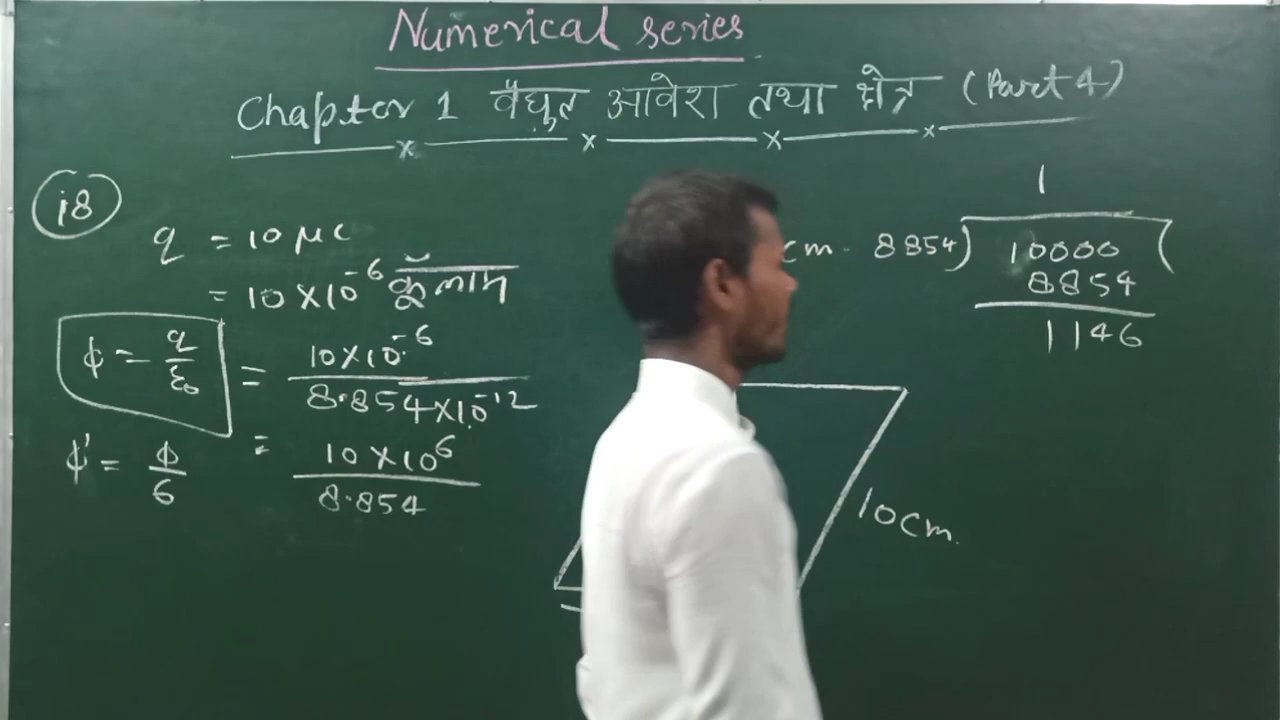 Numerical series
Chapter 1 वैघुत आवेश तथा क्षेत्र (Part 4)
18
q = 10 μc
= 10 × 10⁻⁶ कूलाम
ϕ = q/ε₀ = 10×10⁻⁶ / 8.854×10⁻¹²
ϕ' = ϕ/6 = 10×10⁶ / 8.854
cm.
1
8854) 10000 (
8854
1146
10cm.